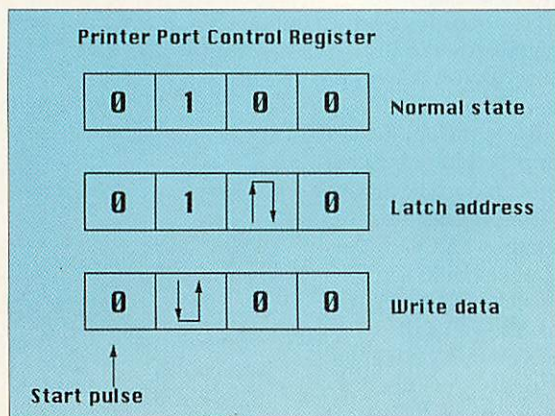 Printer Port Control Register
0 1 0 0 Normal state
0 1 0 Latch address
0 0 0 Write data
Start pulse